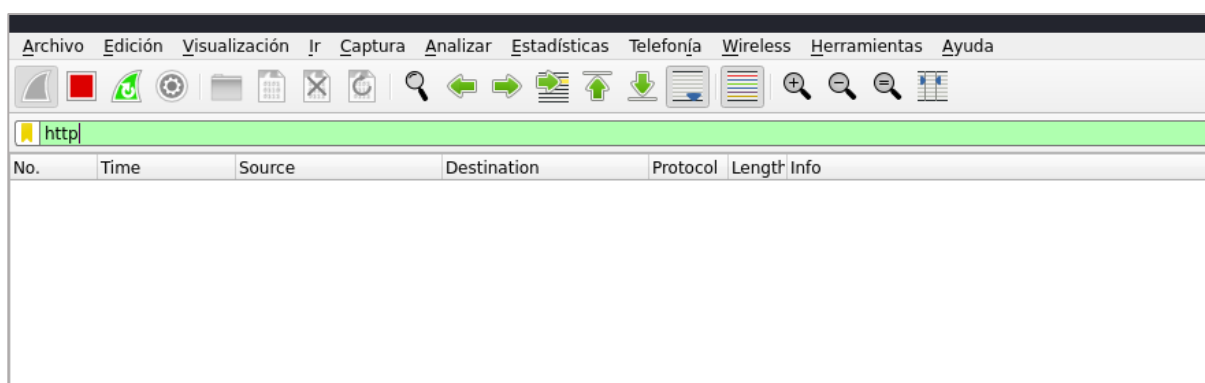 Archivo Edición Visualización Ir Captura Analizar Estadísticas Telefonía Wireless Herramientas Ayuda
http
No. Time Source Destination Protocol Length Info